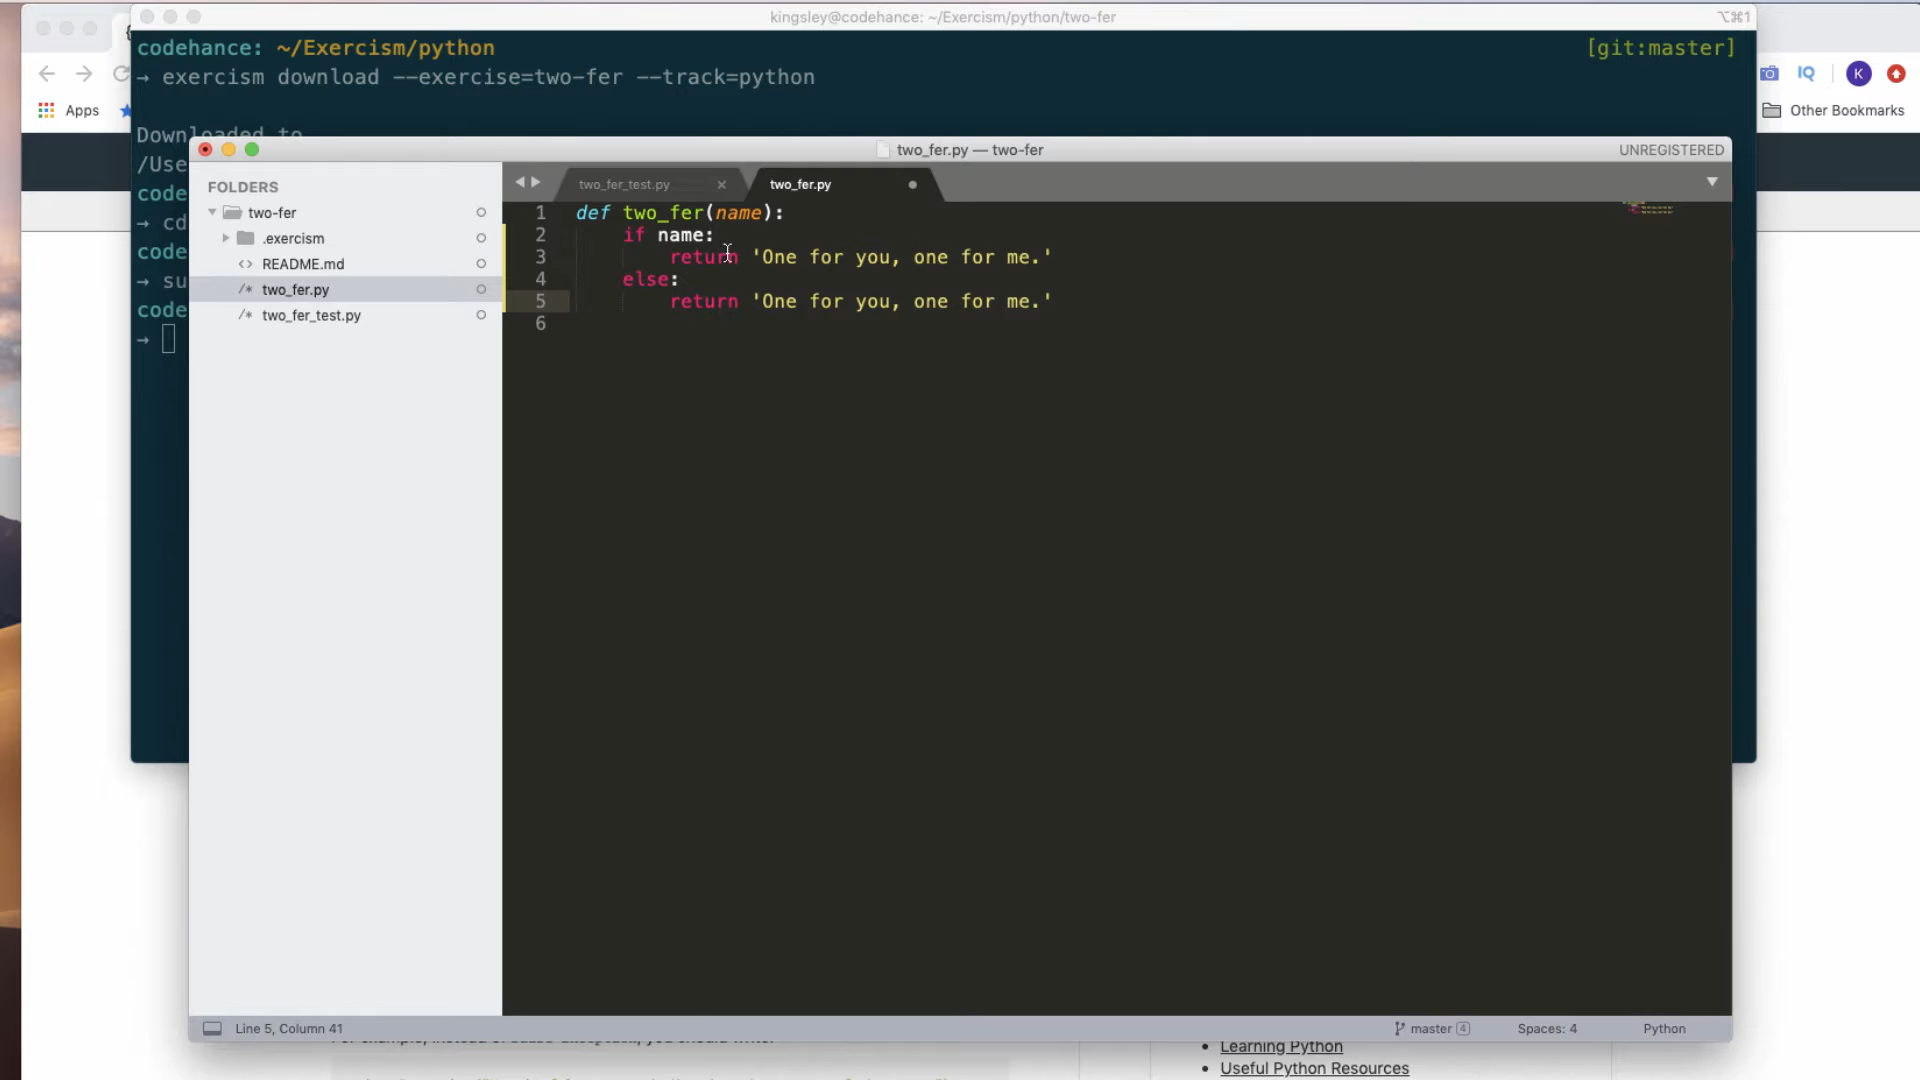 kingsley@codehance: ~/Exercism/python/two-fer
⌥⌘1
codehance: ~/Exercism/python
[git:master]
→ exercism download --exercise=two-fer --track=python
IQ
K
Apps
Other Bookmarks
Downloaded to
two_fer.py — two-fer
UNREGISTERED
/Use
FOLDERS
two_fer_test.py ×
two_fer.py
code
two-fer
→ cd
.exercism
code
README.md
→ su
two_fer.py
code
two_fer_test.py
→
1 def two_fer(name):
2 if name:
3 return 'One for you, one for me.'
4 else:
5 return 'One for you, one for me.'
6
Line 5, Column 41
master 4
Spaces: 4
Python
Learning Python
Useful Python Resources